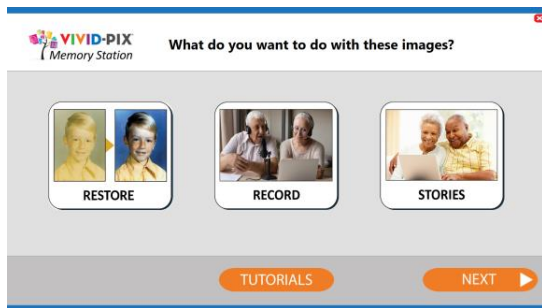 VIVID-PIX
Memory Station
What do you want to do with these images?
RESTORE
RECORD
STORIES
TUTORIALS
NEXT